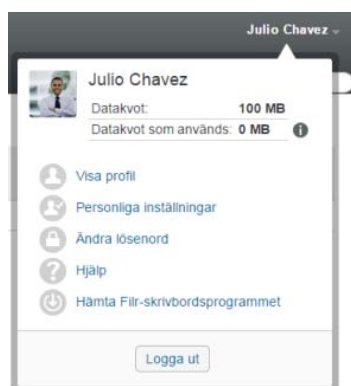 Julio Chavez
Julio Chavez
Datakvot: 100 MB
Datakvot som används: 0 MB
Visa profil
Personliga inställningar
Ändra lösenord
Hjälp
Hämta Filr-skrivbordsprogrammet
Logga ut